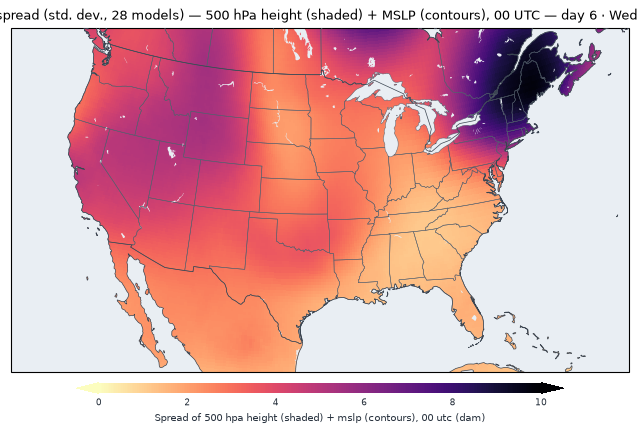 spread (std. dev., 28 models) — 500 hPa height (shaded) + MSLP (contours), 00 UTC — day 6 · Wed
0 2 4 6 8 10
Spread of 500 hpa height (shaded) + mslp (contours), 00 utc (dam)